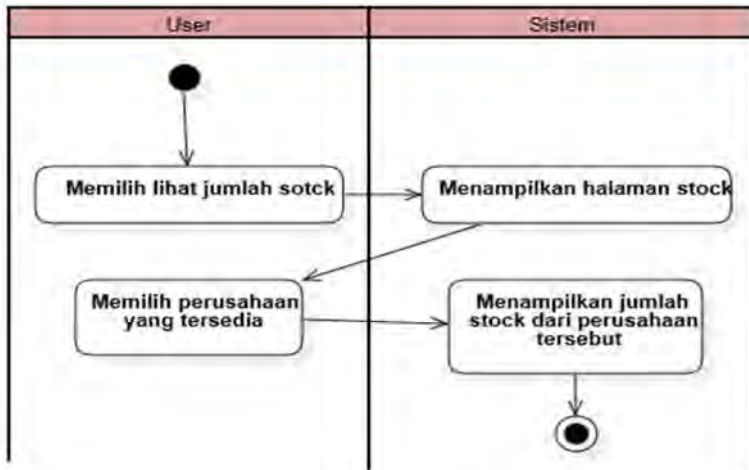 User
Sistem
Memilih lihat jumlah sotck
Menampilkan halaman stock
Memilih perusahaan
yang tersedia
Menampilkan jumlah
stock dari perusahaan
tersebut